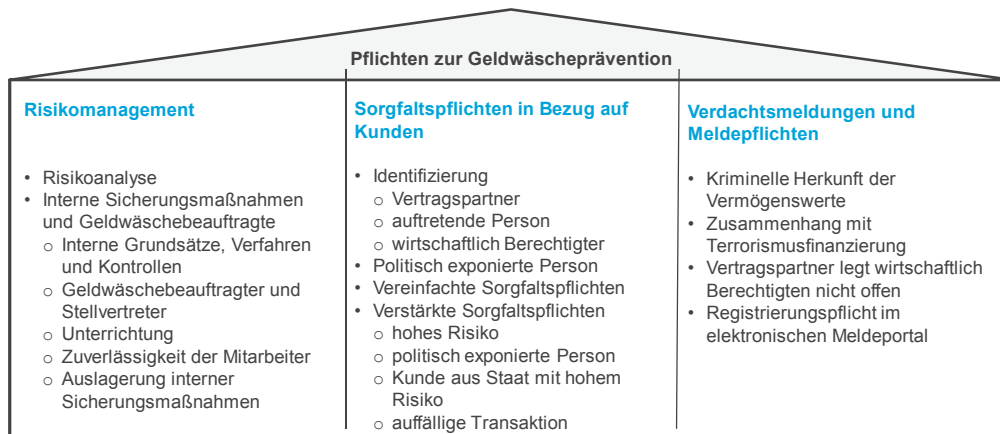 Pflichten zur Geldwäscheprävention
Risikomanagement
• Risikoanalyse
• Interne Sicherungsmaßnahmen
und Geldwäschebeauftragte
o Interne Grundsätze, Verfahren
und Kontrollen
o Geldwäschebeauftragter und
Stellvertreter
o Unterrichtung
o Zuverlässigkeit der Mitarbeiter
o Auslagerung interner
Sicherungsmaßnahmen
Sorgfaltspflichten in Bezug auf
Kunden
• Identifizierung
o Vertragspartner
o auftretende Person
o wirtschaftlich Berechtigter
• Politisch exponierte Person
• Vereinfachte Sorgfaltspflichten
• Verstärkte Sorgfaltspflichten
o hohes Risiko
o politisch exponierte Person
o Kunde aus Staat mit hohem
Risiko
o auffällige Transaktion
Verdachtsmeldungen und
Meldepflichten
• Kriminelle Herkunft der
Vermögenswerte
• Zusammenhang mit
Terrorismusfinanzierung
• Vertragspartner legt wirtschaftlich
Berechtigten nicht offen
• Registrierungspflicht im
elektronischen Meldeportal